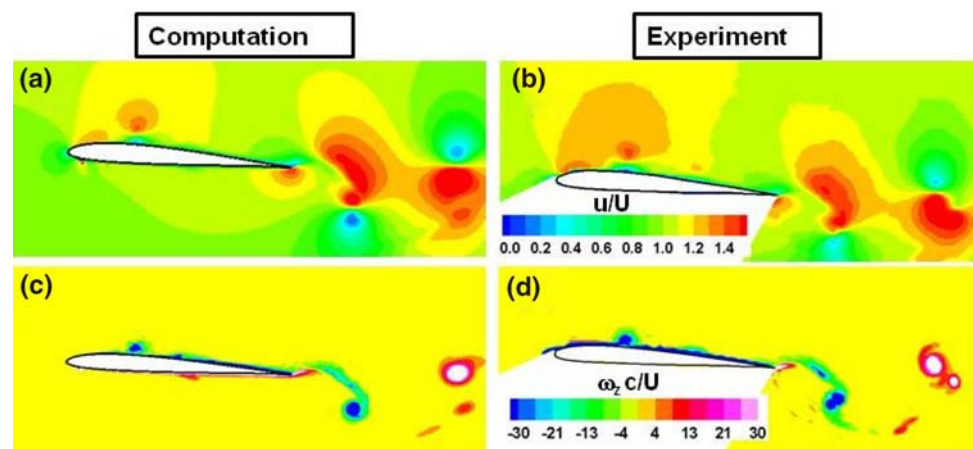 Computation
Experiment
(a)
(b)
u/U
0.0 0.2 0.4 0.6 0.8 1.0 1.2 1.4
(c)
(d)
ω_z c/U
-30 -21 -13 -4 4 13 21 30